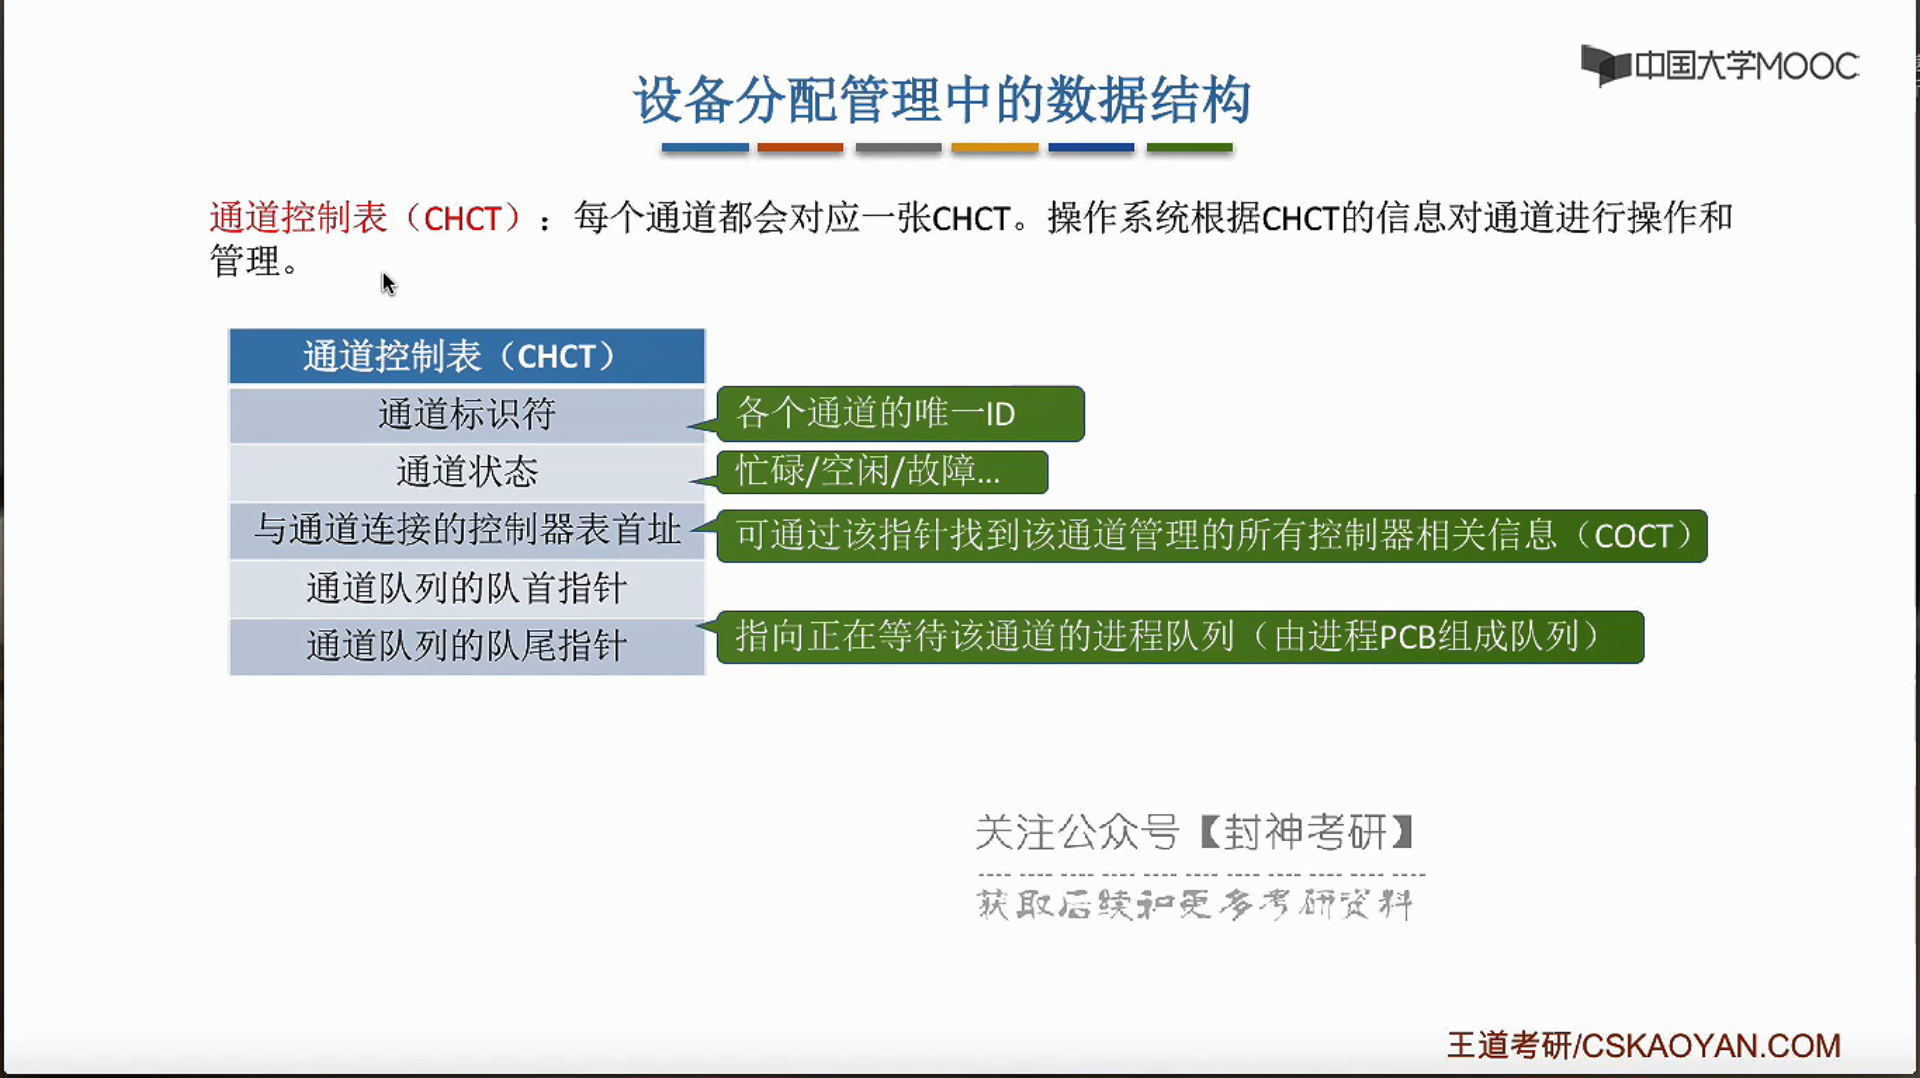 中国大学MOOC
设备分配管理中的数据结构
通道控制表（CHCT）：每个通道都会对应一张CHCT。操作系统根据CHCT的信息对通道进行操作和
管理。
通道控制表（CHCT）
通道标识符
各个通道的唯一ID
通道状态
忙碌/空闲/故障...
与通道连接的控制器表首址
可通过该指针找到该通道管理的所有控制器相关信息（COCT）
通道队列的队首指针
通道队列的队尾指针
指向正在等待该通道的进程队列（由进程PCB组成队列）
关注公众号【封神考研】
获取后续和更多考研资料
王道考研/CSKAOYAN.COM